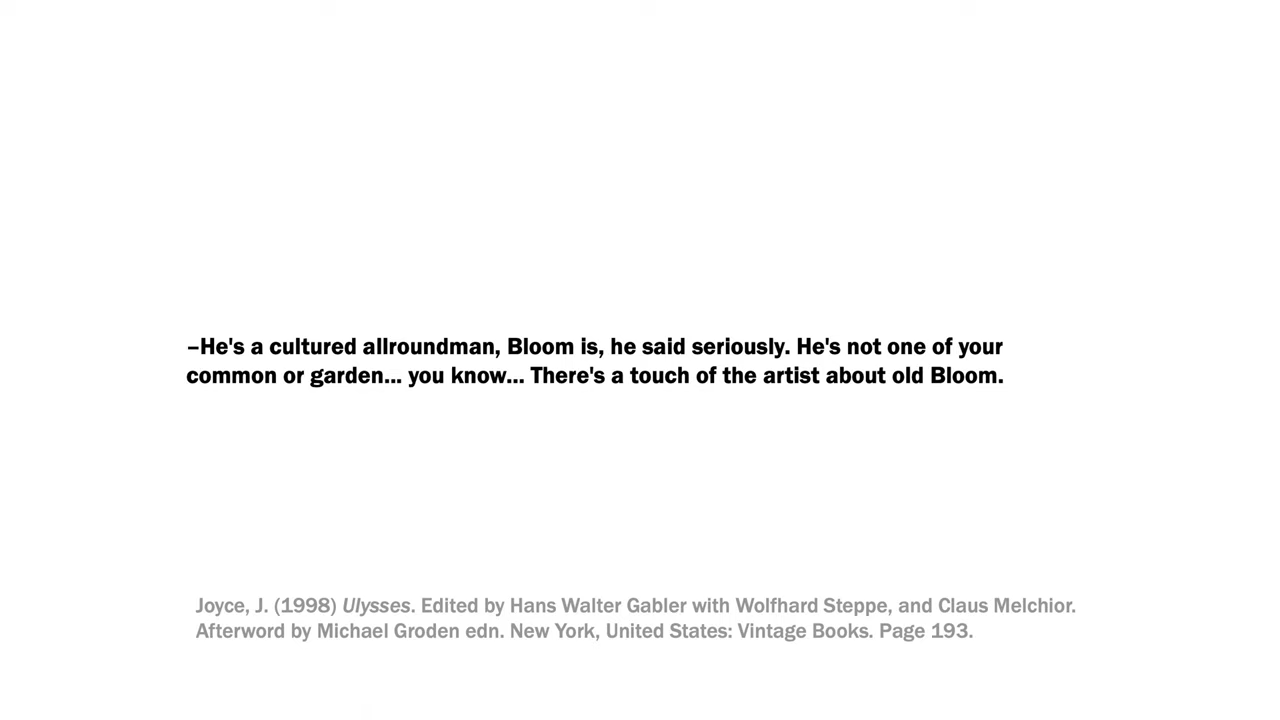 –He's a cultured allroundman, Bloom is, he said seriously. He's not one of your
common or garden... you know... There's a touch of the artist about old Bloom.
Joyce, J. (1998) Ulysses. Edited by Hans Walter Gabler with Wolfhard Steppe, and Claus Melchior.
Afterword by Michael Groden edn. New York, United States: Vintage Books. Page 193.